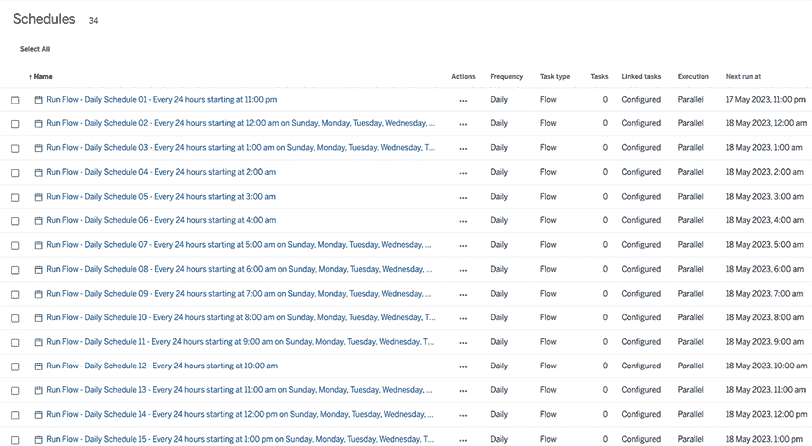 Schedules 34
Select All
↑ Name Actions Frequency Task type Tasks Linked tasks Execution Next run at
Run Flow - Daily Schedule 01 - Every 24 hours starting at 11:00 pm ... Daily Flow 0 Configured Parallel 17 May 2023, 11:00 pm
Run Flow - Daily Schedule 02 - Every 24 hours starting at 12:00 am on Sunday, Monday, Tuesday, Wednesday, ... ... Daily Flow 0 Configured Parallel 18 May 2023, 12:00 am
Run Flow - Daily Schedule 03 - Every 24 hours starting at 1:00 am on Sunday, Monday, Tuesday, Wednesday, T... ... Daily Flow 0 Configured Parallel 18 May 2023, 1:00 am
Run Flow - Daily Schedule 04 - Every 24 hours starting at 2:00 am ... Daily Flow 0 Configured Parallel 18 May 2023, 2:00 am
Run Flow - Daily Schedule 05 - Every 24 hours starting at 3:00 am ... Daily Flow 0 Configured Parallel 18 May 2023, 3:00 am
Run Flow - Daily Schedule 06 - Every 24 hours starting at 4:00 am ... Daily Flow 0 Configured Parallel 18 May 2023, 4:00 am
Run Flow - Daily Schedule 07 - Every 24 hours starting at 5:00 am on Sunday, Monday, Tuesday, Wednesday, ... ... Daily Flow 0 Configured Parallel 18 May 2023, 5:00 am
Run Flow - Daily Schedule 08 - Every 24 hours starting at 6:00 am on Sunday, Monday, Tuesday, Wednesday, ... ... Daily Flow 0 Configured Parallel 18 May 2023, 6:00 am
Run Flow - Daily Schedule 09 - Every 24 hours starting at 7:00 am on Sunday, Monday, Tuesday, Wednesday, ... ... Daily Flow 0 Configured Parallel 18 May 2023, 7:00 am
Run Flow - Daily Schedule 10 - Every 24 hours starting at 8:00 am on Sunday, Monday, Tuesday, Wednesday, T... ... Daily Flow 0 Configured Parallel 18 May 2023, 8:00 am
Run Flow - Daily Schedule 11 - Every 24 hours starting at 9:00 am on Sunday, Monday, Tuesday, Wednesday, T... ... Daily Flow 0 Configured Parallel 18 May 2023, 9:00 am
Run Flow - Daily Schedule 12 - Every 24 hours starting at 10:00 am ... Daily Flow 0 Configured Parallel 18 May 2023, 10:00 am
Run Flow - Daily Schedule 13 - Every 24 hours starting at 11:00 am on Sunday, Monday, Tuesday, Wednesday, T... ... Daily Flow 0 Configured Parallel 18 May 2023, 11:00 am
Run Flow - Daily Schedule 14 - Every 24 hours starting at 12:00 pm on Sunday, Monday, Tuesday, Wednesday, ... ... Daily Flow 0 Configured Parallel 18 May 2023, 12:00 pm
Run Flow - Daily Schedule 15 - Every 24 hours starting at 1:00 pm on Sunday, Monday, Tuesday, Wednesday, T... ... Daily Flow 0 Configured Parallel 18 May 2023, 1:00 pm